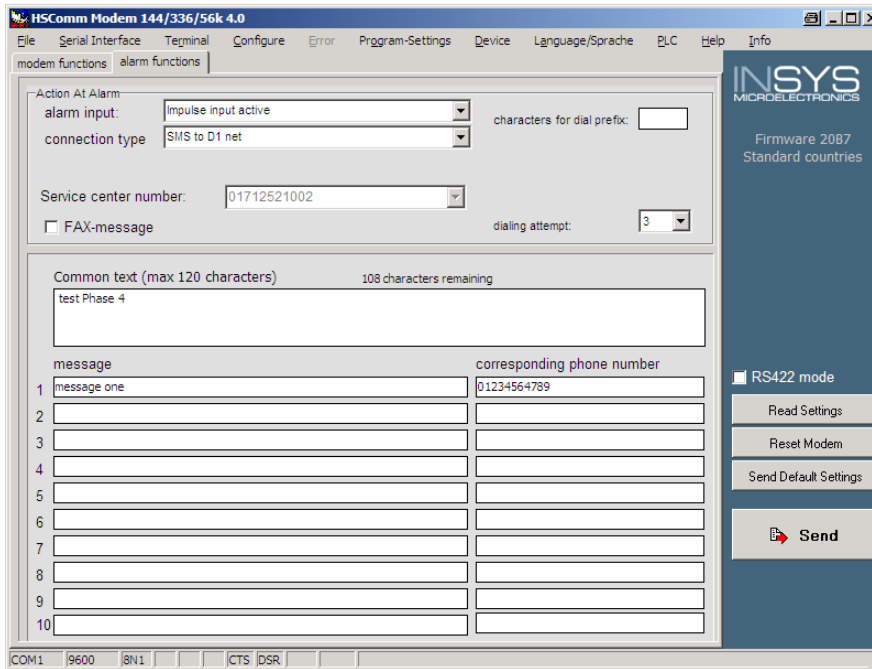 HSComm Modem 144/336/56k 4.0
File Serial Interface Terminal Configure Error Program-Settings Device Language/Sprache PLC Help Info
modem functions alarm functions
INSYS
MICROELECTRONICS
Firmware 20B7
Standard countries
Action At Alarm
alarm input: Impulse input active characters for dial prefix:
connection type SMS to D1 net
Service center number: 01712521002
FAX-message dialing attempt: 3
Common text (max 120 characters) 108 characters remaining
test Phase 4
message corresponding phone number
1 message one 01234564789
2
3
4
5
6
7
8
9
10
RS422 mode
Read Settings
Reset Modem
Send Default Settings
Send
COM1 9600 8N1 CTS DSR